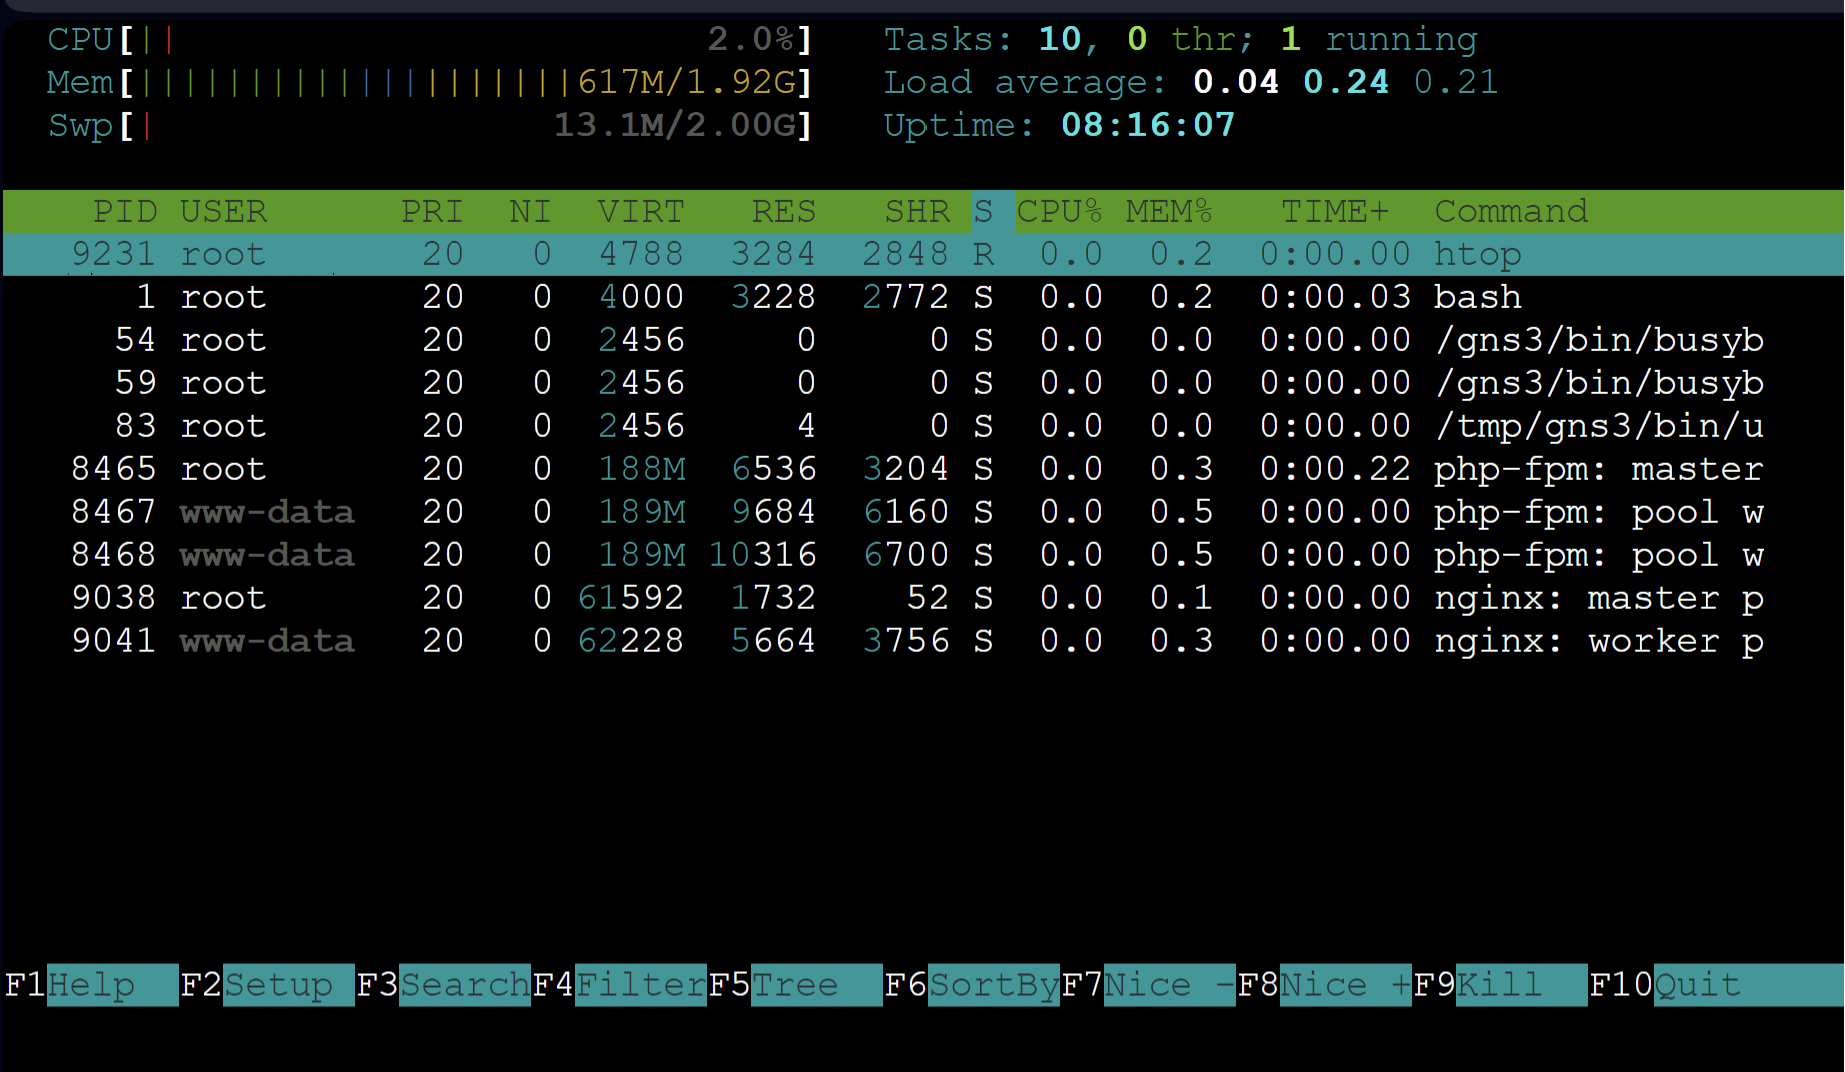 CPU[|| 2.0%] Tasks: 10, 0 thr; 1 running
Mem[||||||||||||||||||||617M/1.92G] Load average: 0.04 0.24 0.21
Swp[| 13.1M/2.00G] Uptime: 08:16:07
PID USER PRI NI VIRT RES SHR S CPU% MEM% TIME+ Command
9231 root 20 0 4788 3284 2848 R 0.0 0.2 0:00.00 htop
1 root 20 0 4000 3228 2772 S 0.0 0.2 0:00.03 bash
54 root 20 0 2456 0 0 S 0.0 0.0 0:00.00 /gns3/bin/busyb
59 root 20 0 2456 0 0 S 0.0 0.0 0:00.00 /gns3/bin/busyb
83 root 20 0 2456 4 0 S 0.0 0.0 0:00.00 /tmp/gns3/bin/u
8465 root 20 0 188M 6536 3204 S 0.0 0.3 0:00.22 php-fpm: master
8467 www-data 20 0 189M 9684 6160 S 0.0 0.5 0:00.00 php-fpm: pool w
8468 www-data 20 0 189M 10316 6700 S 0.0 0.5 0:00.00 php-fpm: pool w
9038 root 20 0 61592 1732 52 S 0.0 0.1 0:00.00 nginx: master p
9041 www-data 20 0 62228 5664 3756 S 0.0 0.3 0:00.00 nginx: worker p
F1Help F2Setup F3SearchF4FilterF5Tree F6SortByF7Nice -F8Nice +F9Kill F10Quit